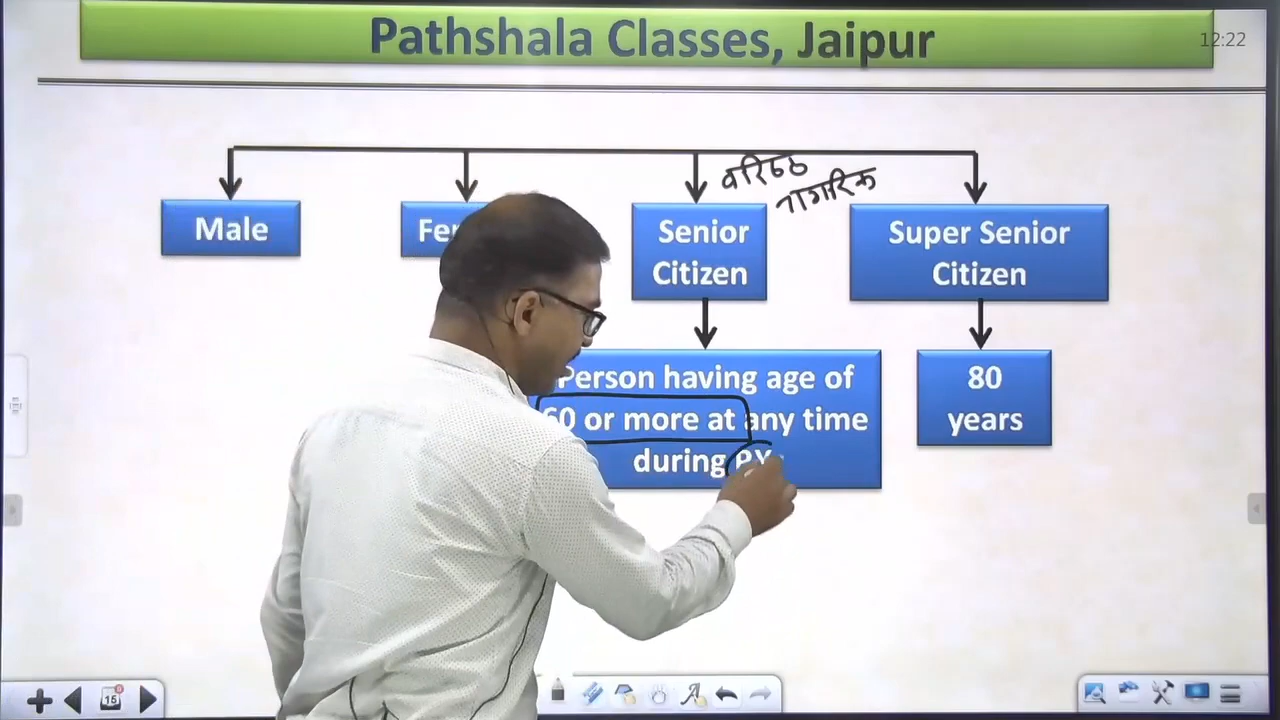 Pathshala Classes, Jaipur
12:22
वरिष्ठ
नागरिक
Male
Senior
Citizen
Super Senior
Citizen
Person having age of
60 or more at any time
during
80
years
15